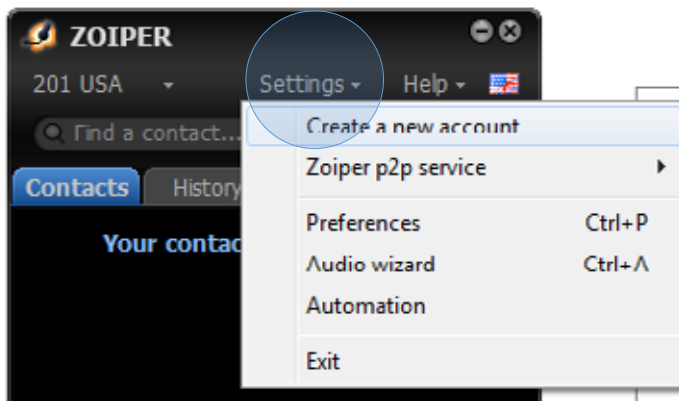 ZOIPER
201 USA Settings Help
Find a contact...
Create a new account
Contacts History
Zoiper p2p service
Your contac
Preferences Ctrl+P
Audio wizard Ctrl+A
Automation
Exit